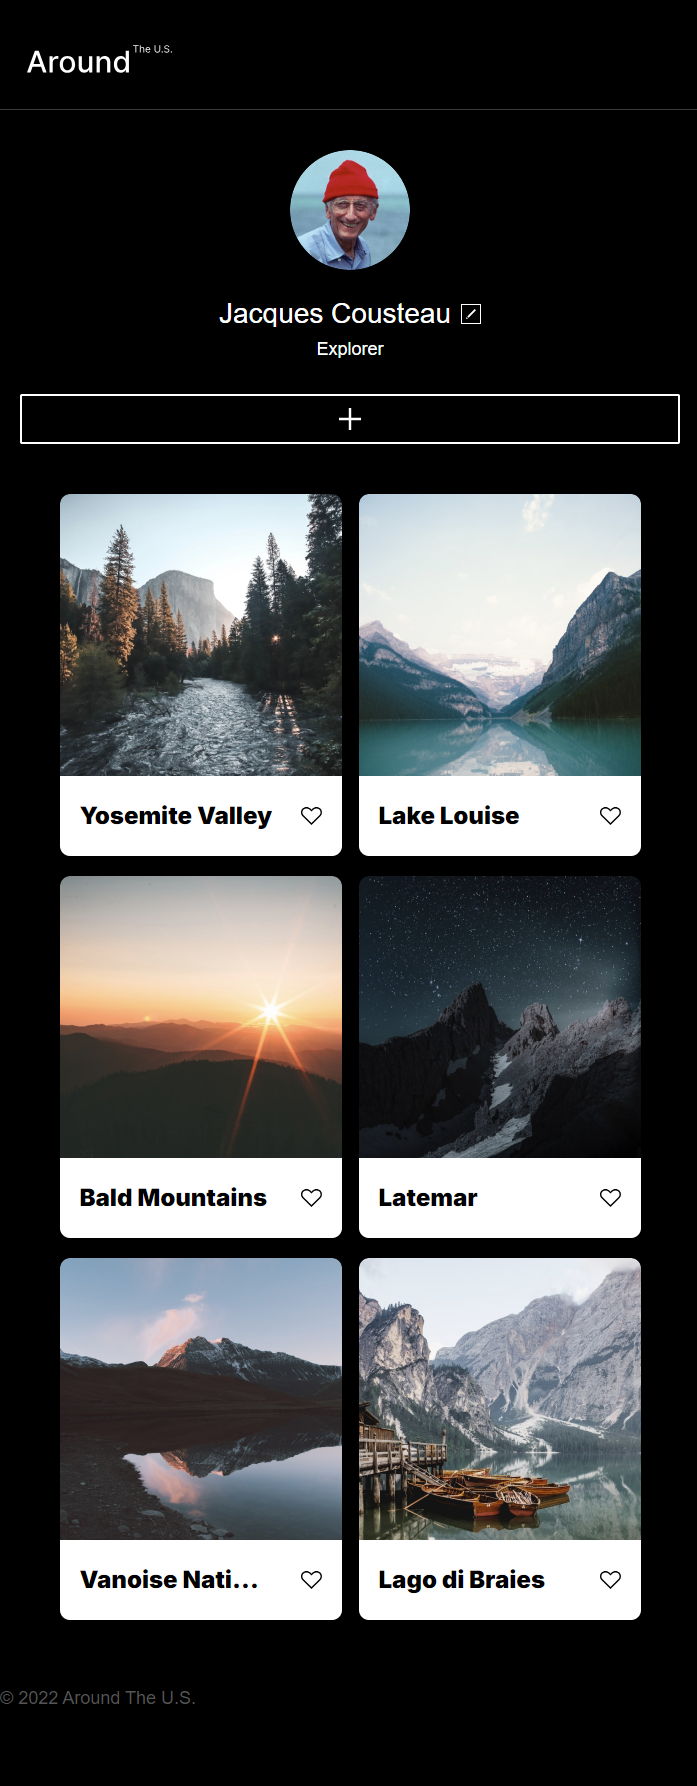 Around The U.S.
Jacques Cousteau
Explorer
Yosemite Valley
Lake Louise
Bald Mountains
Latemar
Vanoise Nati...
Lago di Braies
© 2022 Around The U.S.